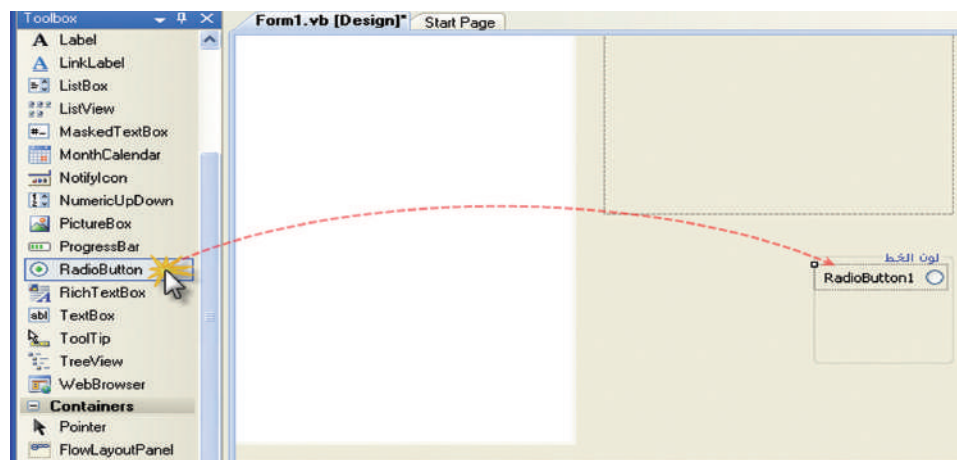 Toolbox
Form1.vb [Design]* Start Page
Label
LinkLabel
ListBox
ListView
MaskedTextBox
MonthCalendar
NotifyIcon
NumericUpDown
PictureBox
ProgressBar
RadioButton
RichTextBox
TextBox
ToolTip
TreeView
WebBrowser
Containers
Pointer
FlowLayoutPanel
لون الخط
RadioButton1